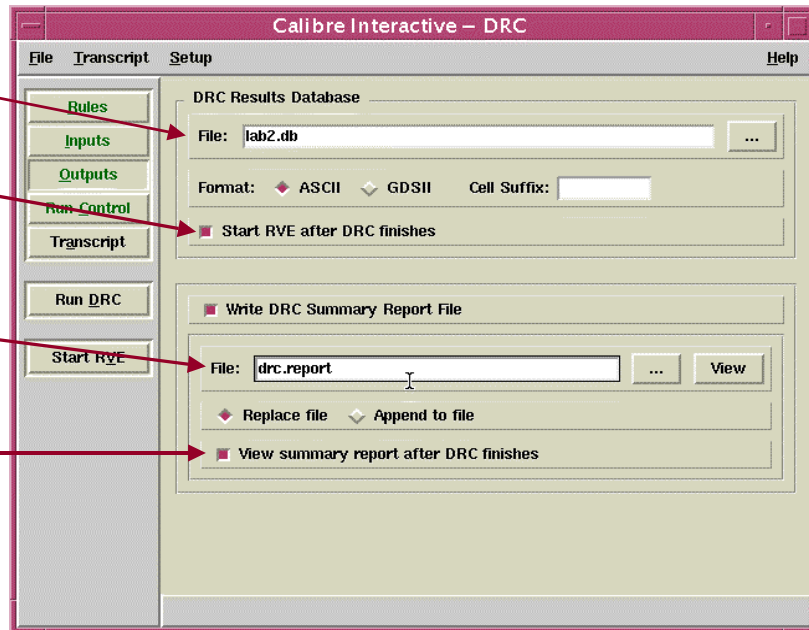 Calibre Interactive – DRC
File Transcript Setup Help
Rules
Inputs
Outputs
Run Control
Transcript
Run DRC
Start RVE
DRC Results Database
File: lab2.db ...
Format: ASCII GDSII Cell Suffix:
Start RVE after DRC finishes
Write DRC Summary Report File
File: drc.report ... View
Replace file Append to file
View summary report after DRC finishes